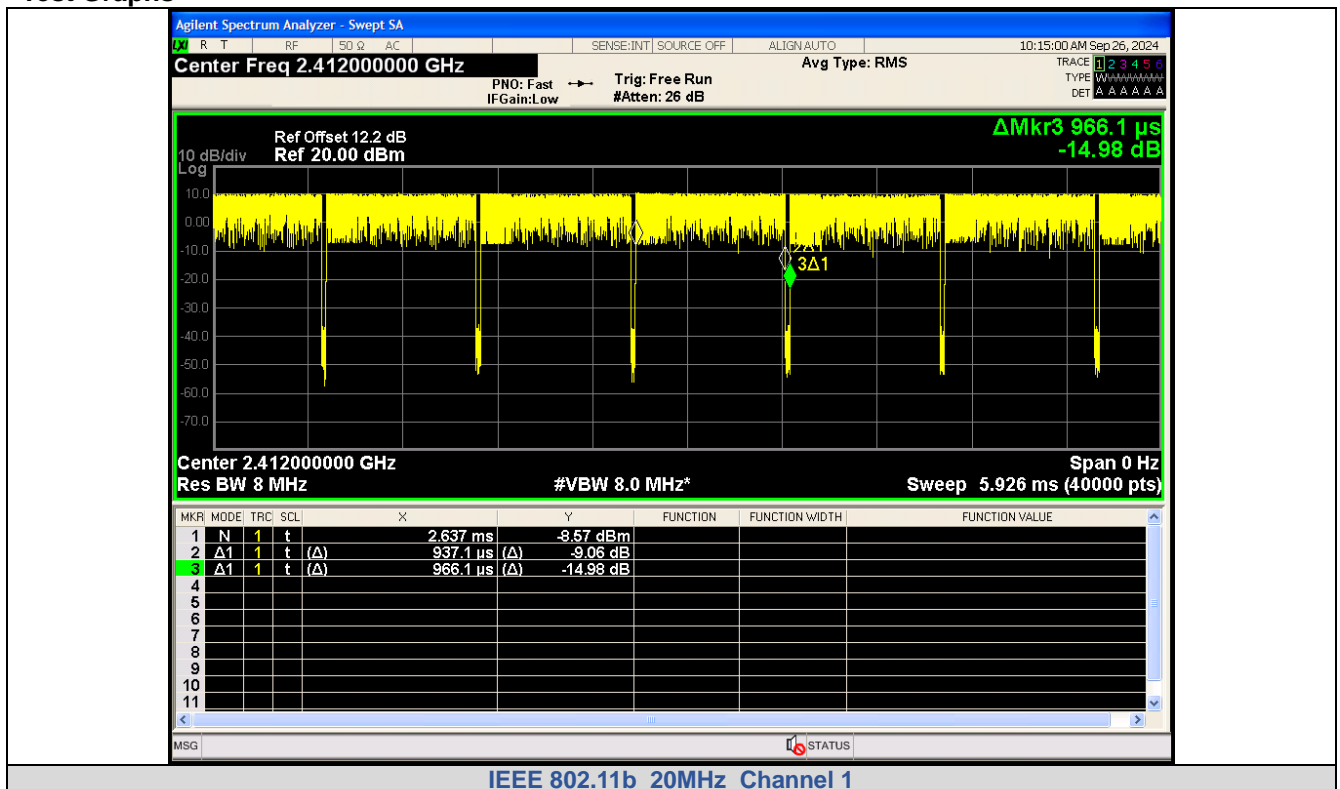 Test Graphs
Agilent Spectrum Analyzer - Swept SA
LXI R T RF 50 Ω AC SENSE:INT SOURCE OFF ALIGN AUTO 10:15:00 AM Sep 26, 2024
Center Freq 2.412000000 GHz
PNO: Fast
IFGain:Low
Trig: Free Run
#Atten: 26 dB
Avg Type: RMS
TRACE 1 2 3 4 5 6
TYPE W
DET A A A A A A
ΔMkr3 966.1 µs
-14.98 dB
Ref Offset 12.2 dB
10 dB/div Ref 20.00 dBm
Log
10.0
0.00
-10.0
-20.0
-30.0
-40.0
-50.0
-60.0
-70.0
2Δ1
3Δ1
Center 2.412000000 GHz Span 0 Hz
Res BW 8 MHz #VBW 8.0 MHz* Sweep 5.926 ms (40000 pts)
MKR MODE TRC SCL X Y FUNCTION FUNCTION WIDTH FUNCTION VALUE
1 N 1 t 2.637 ms -8.57 dBm
2 Δ1 1 t (Δ) 937.1 µs (Δ) -9.06 dB
3 Δ1 1 t (Δ) 966.1 µs (Δ) -14.98 dB
4
5
6
7
8
9
10
11
MSG STATUS
IEEE 802.11b 20MHz Channel 1